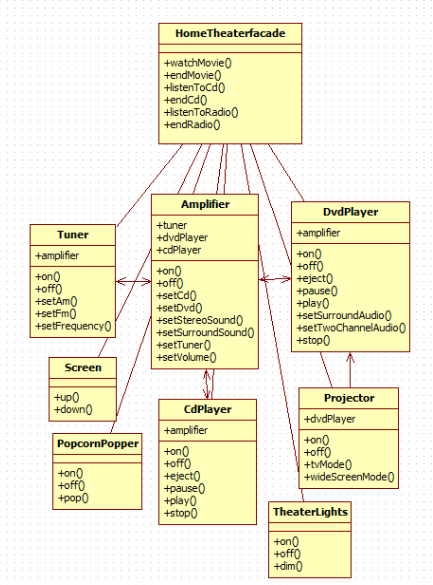 HomeTheaterfacade
+watchMovie()
+endMovie()
+listenToCd()
+endCd()
+listenToRadio()
+endRadio()
Tuner
+amplifier
+on()
+off()
+setAm()
+setFm()
+setFrequency()
Amplifier
+tuner
+dvdPlayer
+cdPlayer
+on()
+off()
+setCd()
+setDvd()
+setStereoSound()
+setSurroundSound()
+setTuner()
+setVolume()
DvdPlayer
+amplifier
+on()
+off()
+eject()
+pause()
+play()
+setSurroundAudio()
+setTwoChannelAudio()
+stop()
Screen
+up()
+down()
PopcornPopper
+on()
+off()
+pop()
CdPlayer
+amplifier
+on()
+off()
+eject()
+pause()
+play()
+stop()
Projector
+dvdPlayer
+on()
+off()
+tvMode()
+wideScreenMode()
TheaterLights
+on()
+off()
+dim()